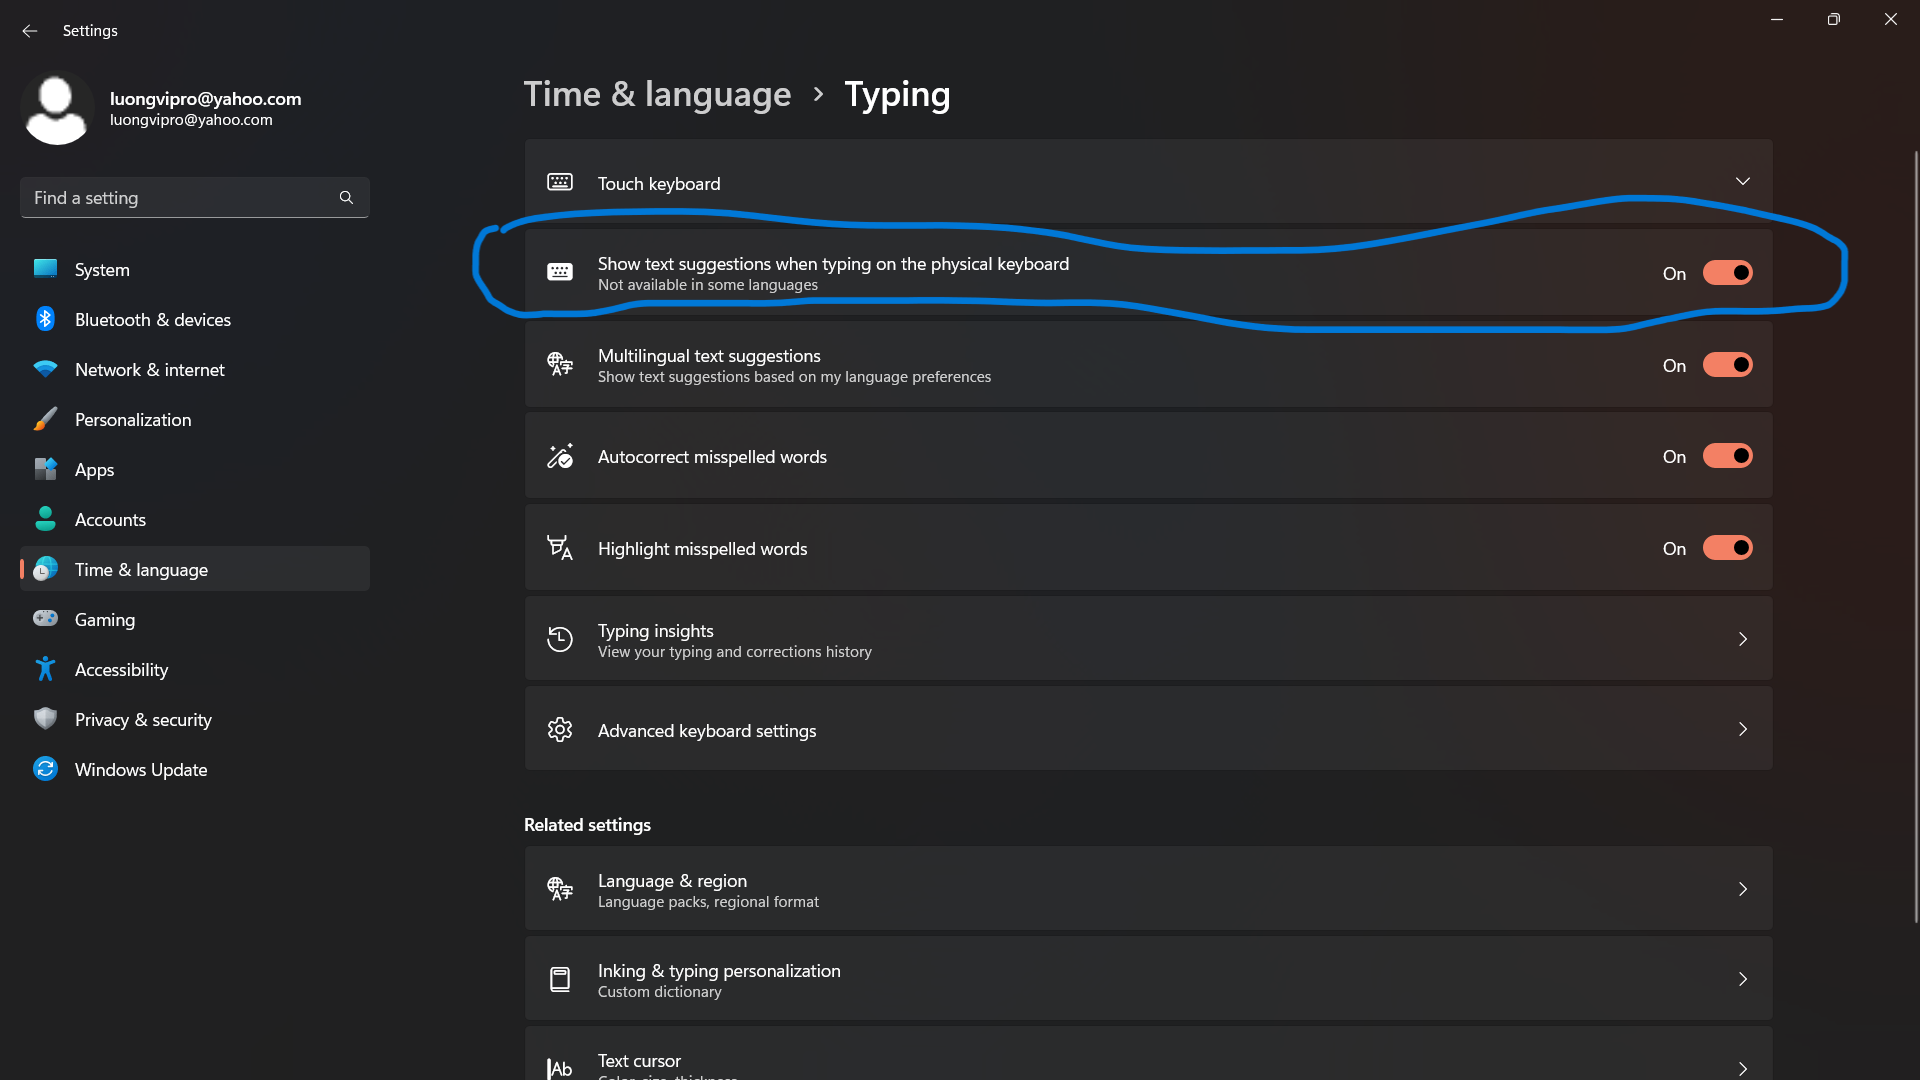 Settings
luongvipro@yahoo.com
luongvipro@yahoo.com
Find a setting
System
Bluetooth & devices
Network & internet
Personalization
Apps
Accounts
Time & language
Gaming
Accessibility
Privacy & security
Windows Update
Time & language > Typing
Touch keyboard
Show text suggestions when typing on the physical keyboard
Not available in some languages
On
Multilingual text suggestions
Show text suggestions based on my language preferences
On
Autocorrect misspelled words
On
Highlight misspelled words
On
Typing insights
View your typing and corrections history
Advanced keyboard settings
Related settings
Language & region
Language packs, regional format
Inking & typing personalization
Custom dictionary
Text cursor
Color, size, thickness